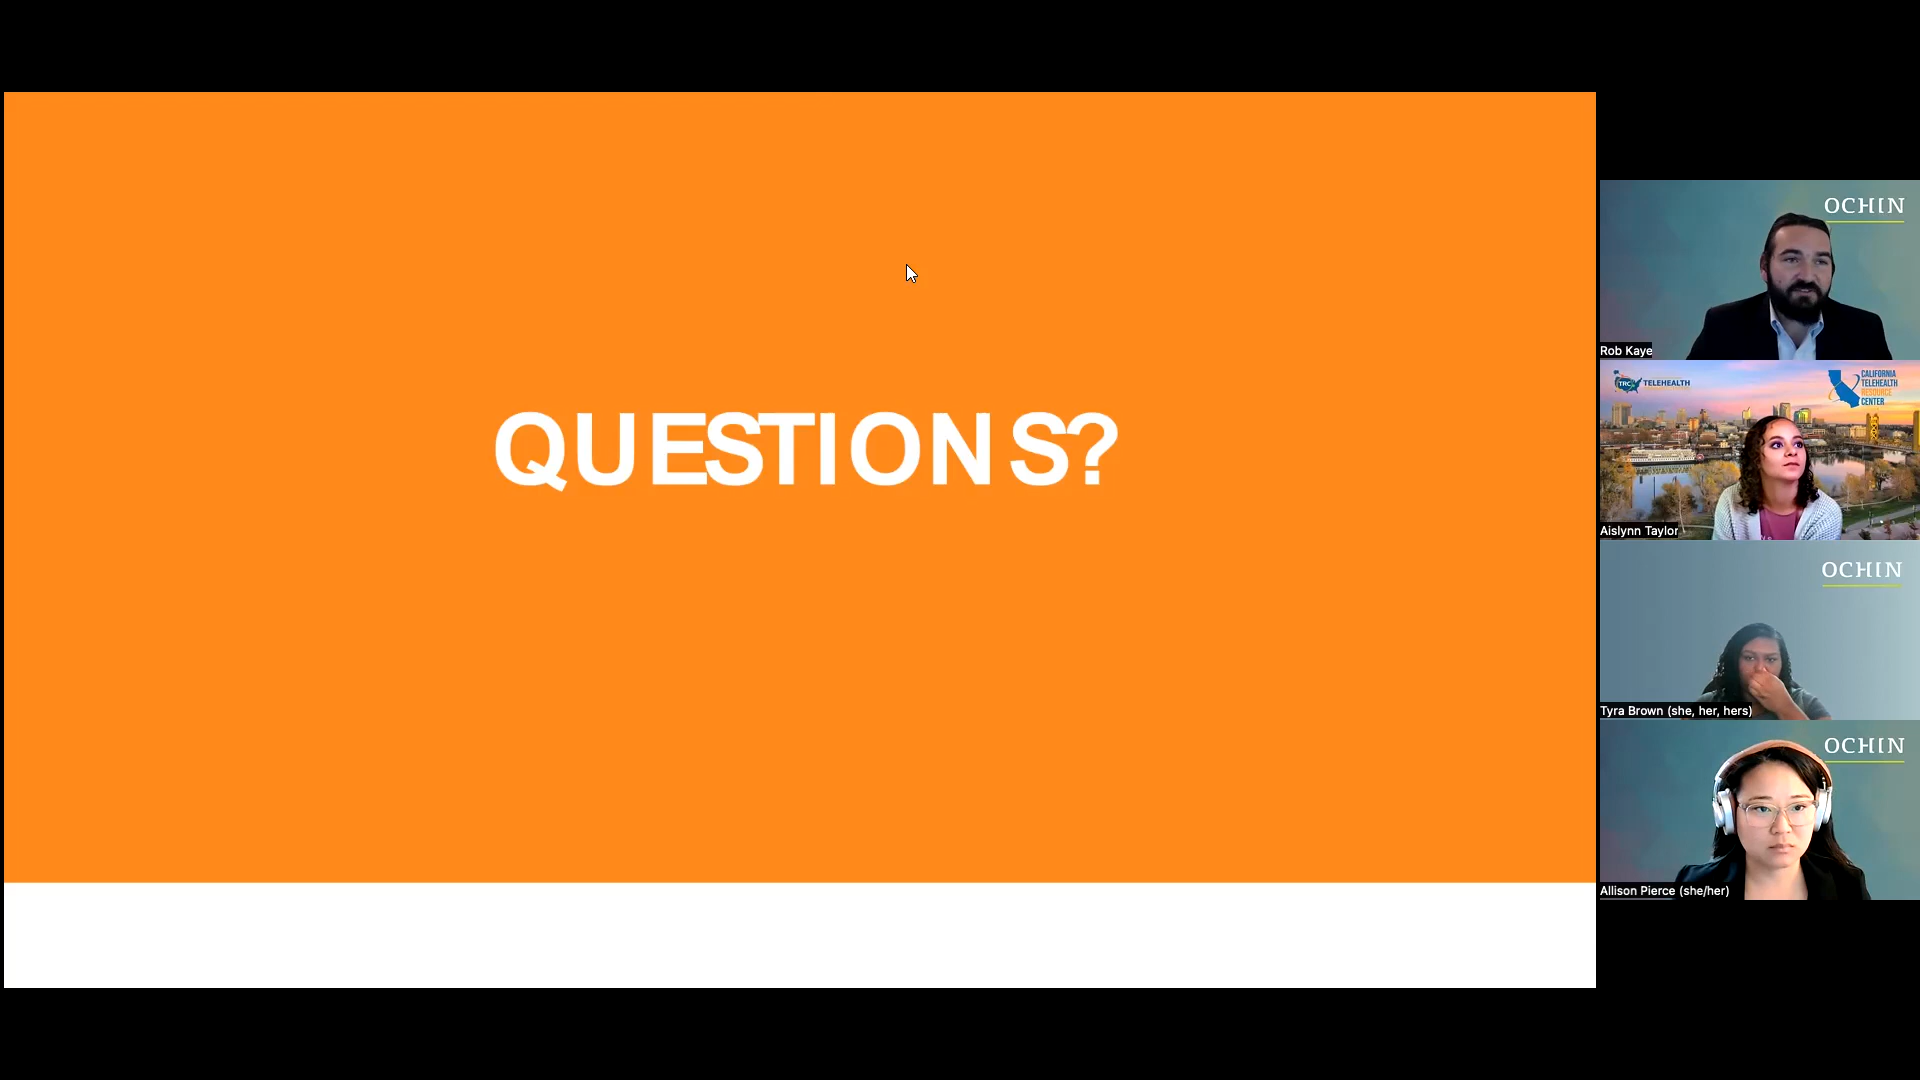 QUESTIONS?
OCHIN
Rob Kaye
TRC TELEHEALTH
CALIFORNIA
TELEHEALTH
RESOURCE
CENTER
Aislynn Taylor
OCHIN
Tyra Brown (she, her, hers)
OCHIN
Allison Pierce (she/her)